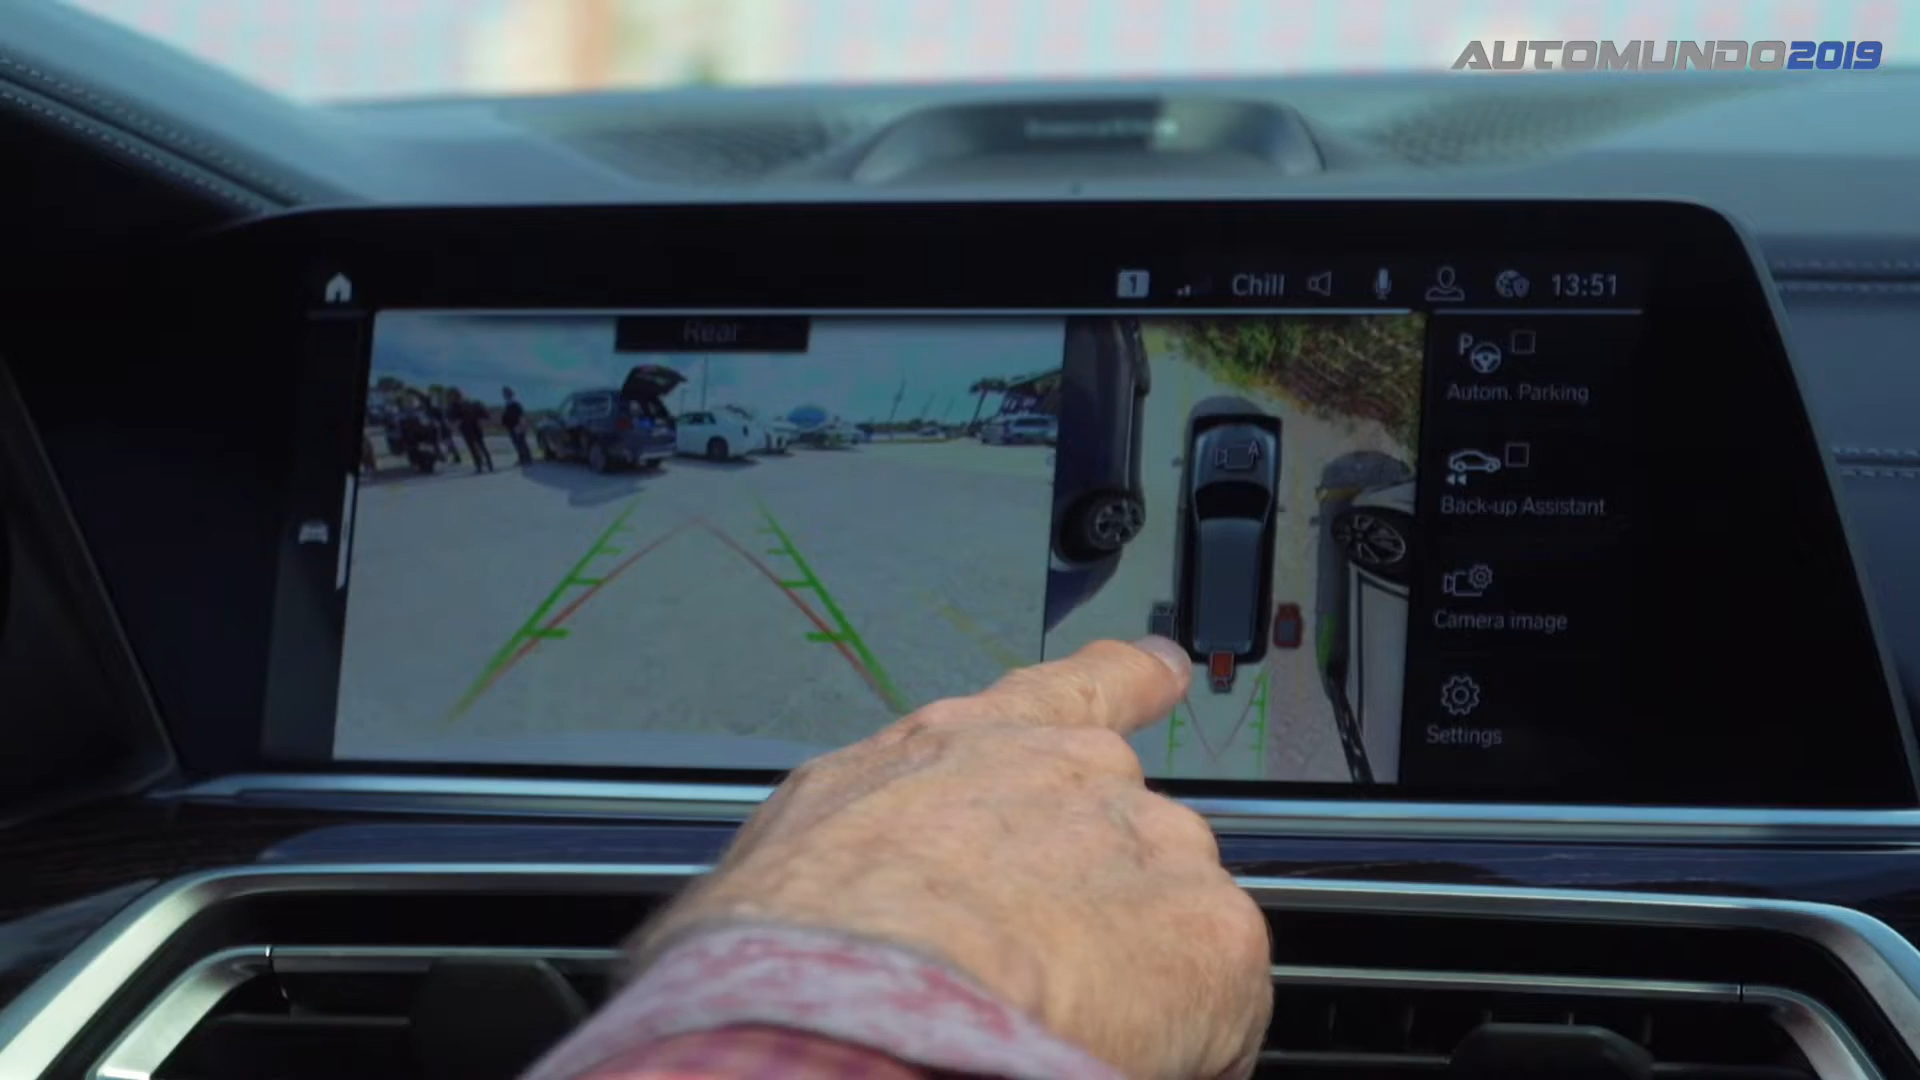 AUTOMUNDO2019
1 Chill 13:51
Rear
P
Autom. Parking
A
Back-up Assistant
Camera image
Settings